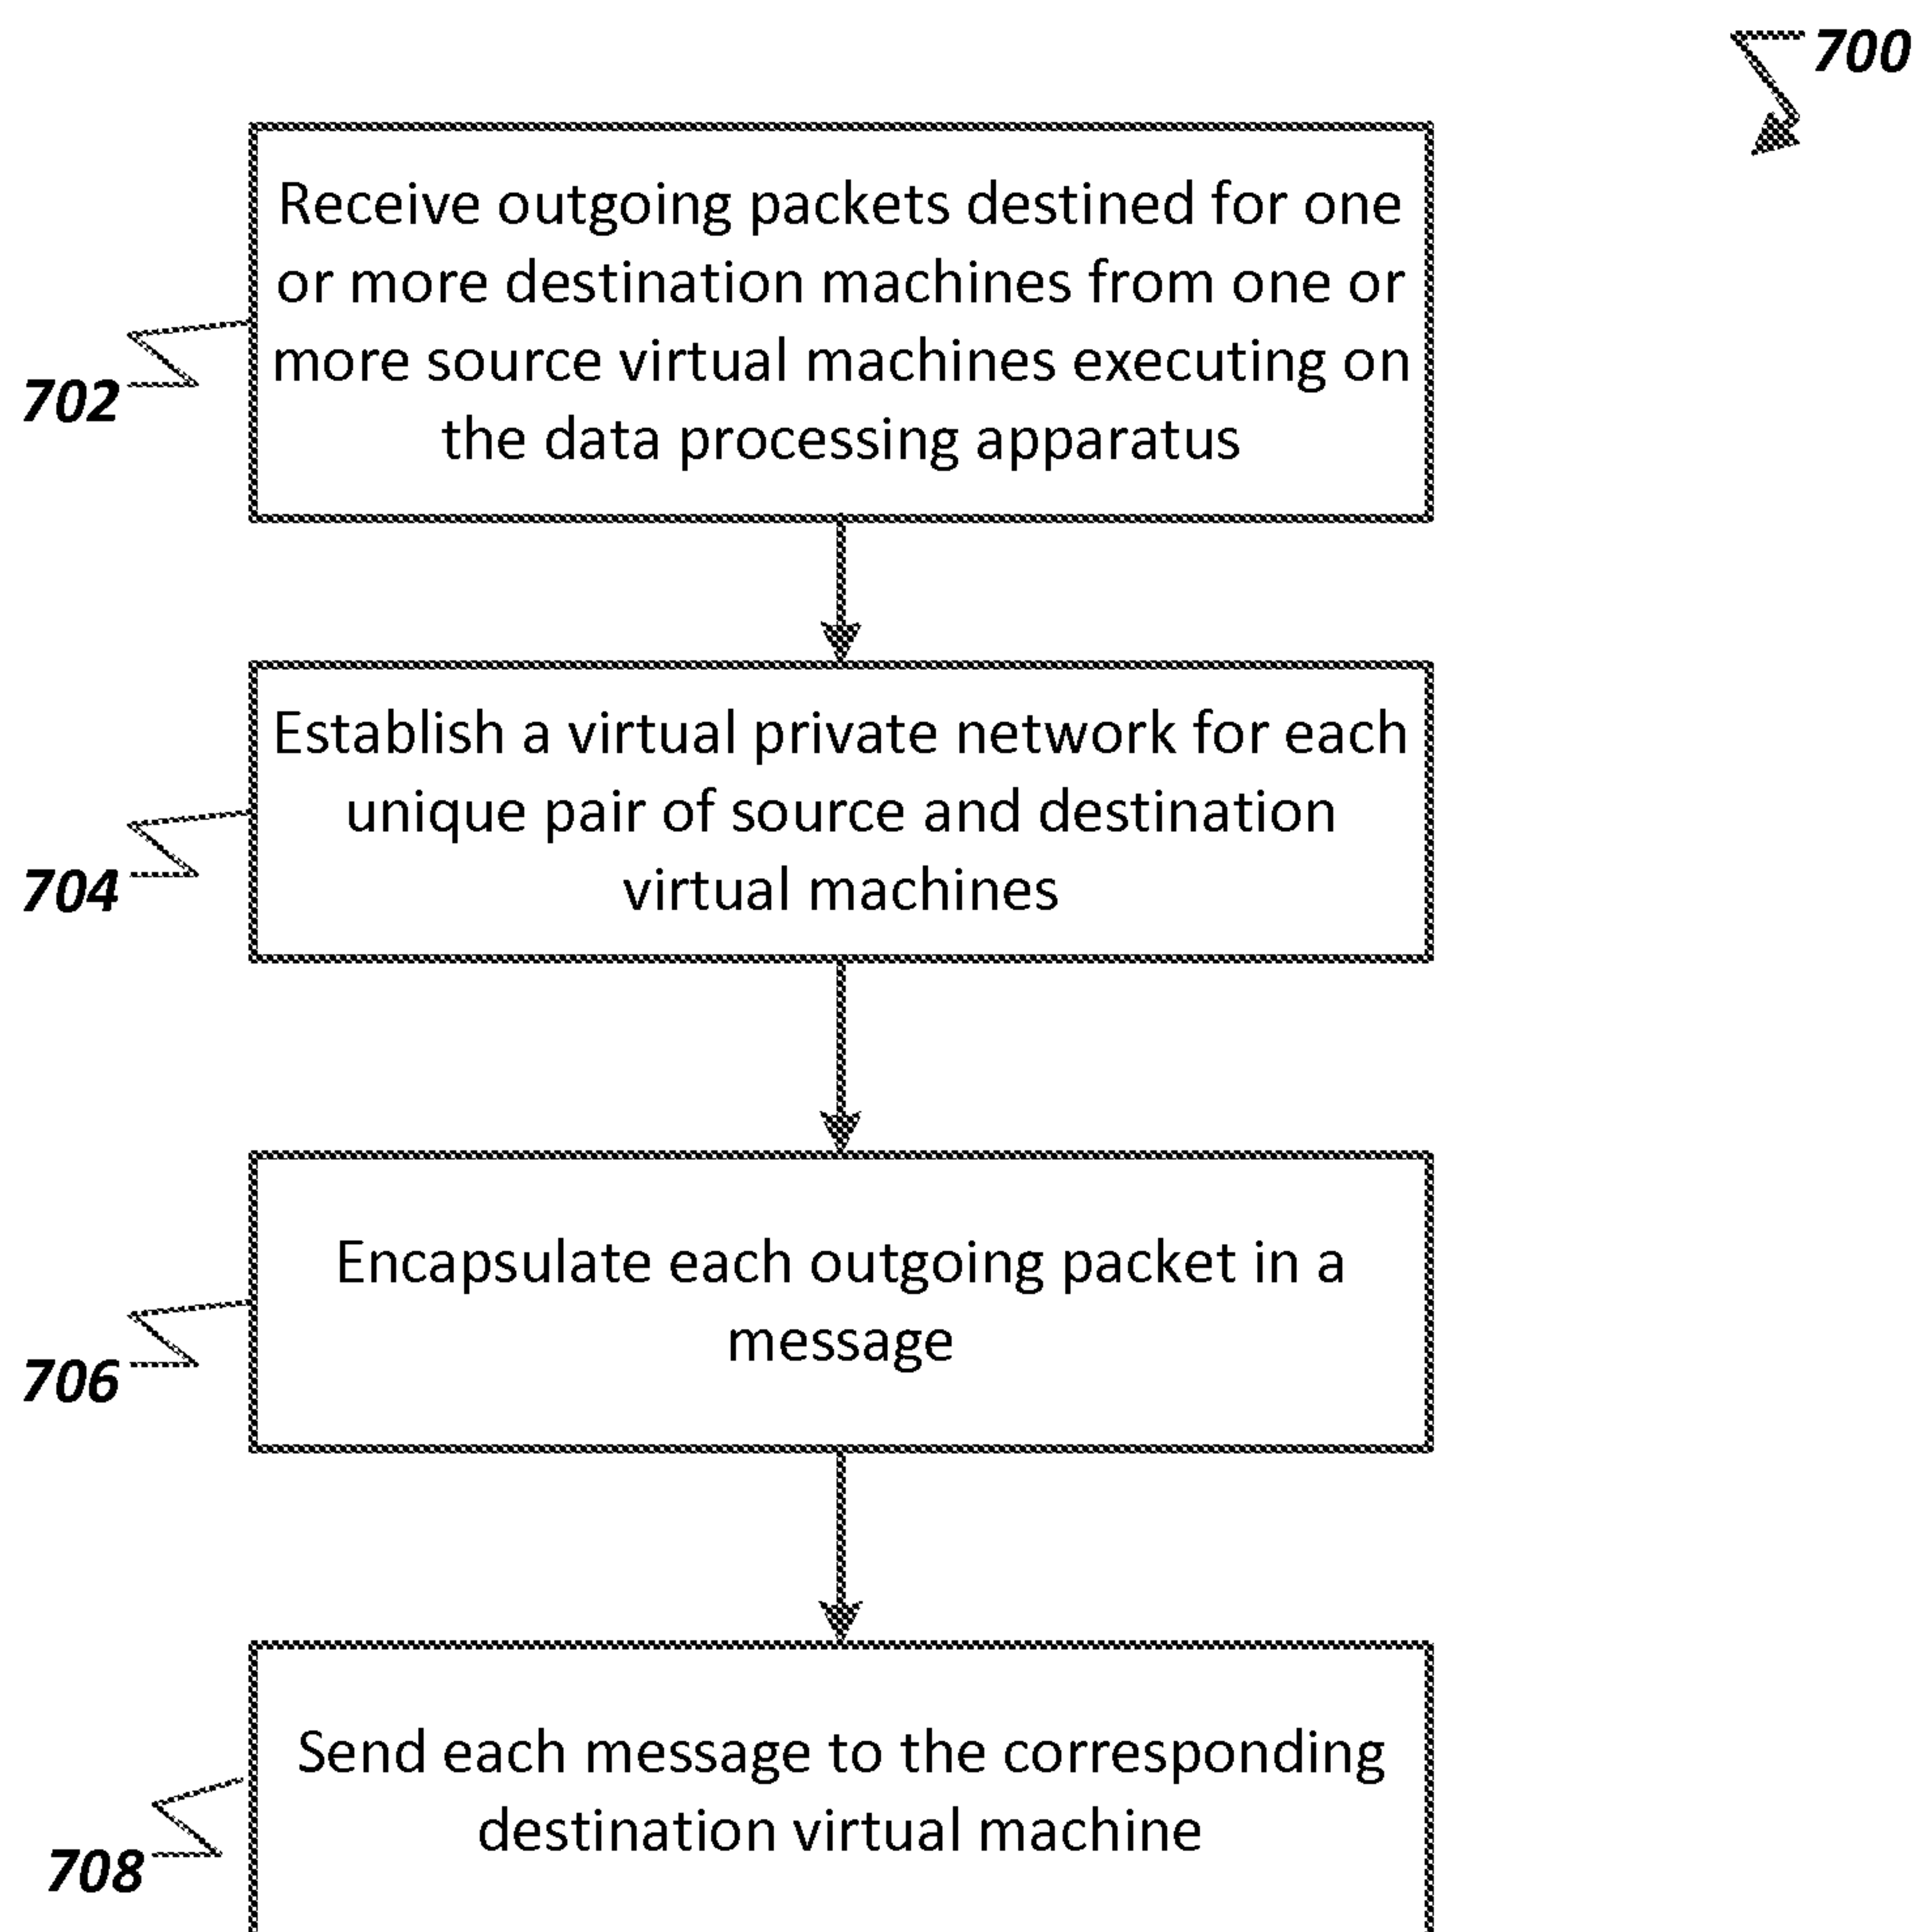 700
Receive outgoing packets destined for one
or more destination machines from one or
more source virtual machines executing on
the data processing apparatus
702
Establish a virtual private network for each
unique pair of source and destination
virtual machines
704
Encapsulate each outgoing packet in a
message
706
Send each message to the corresponding
destination virtual machine
708